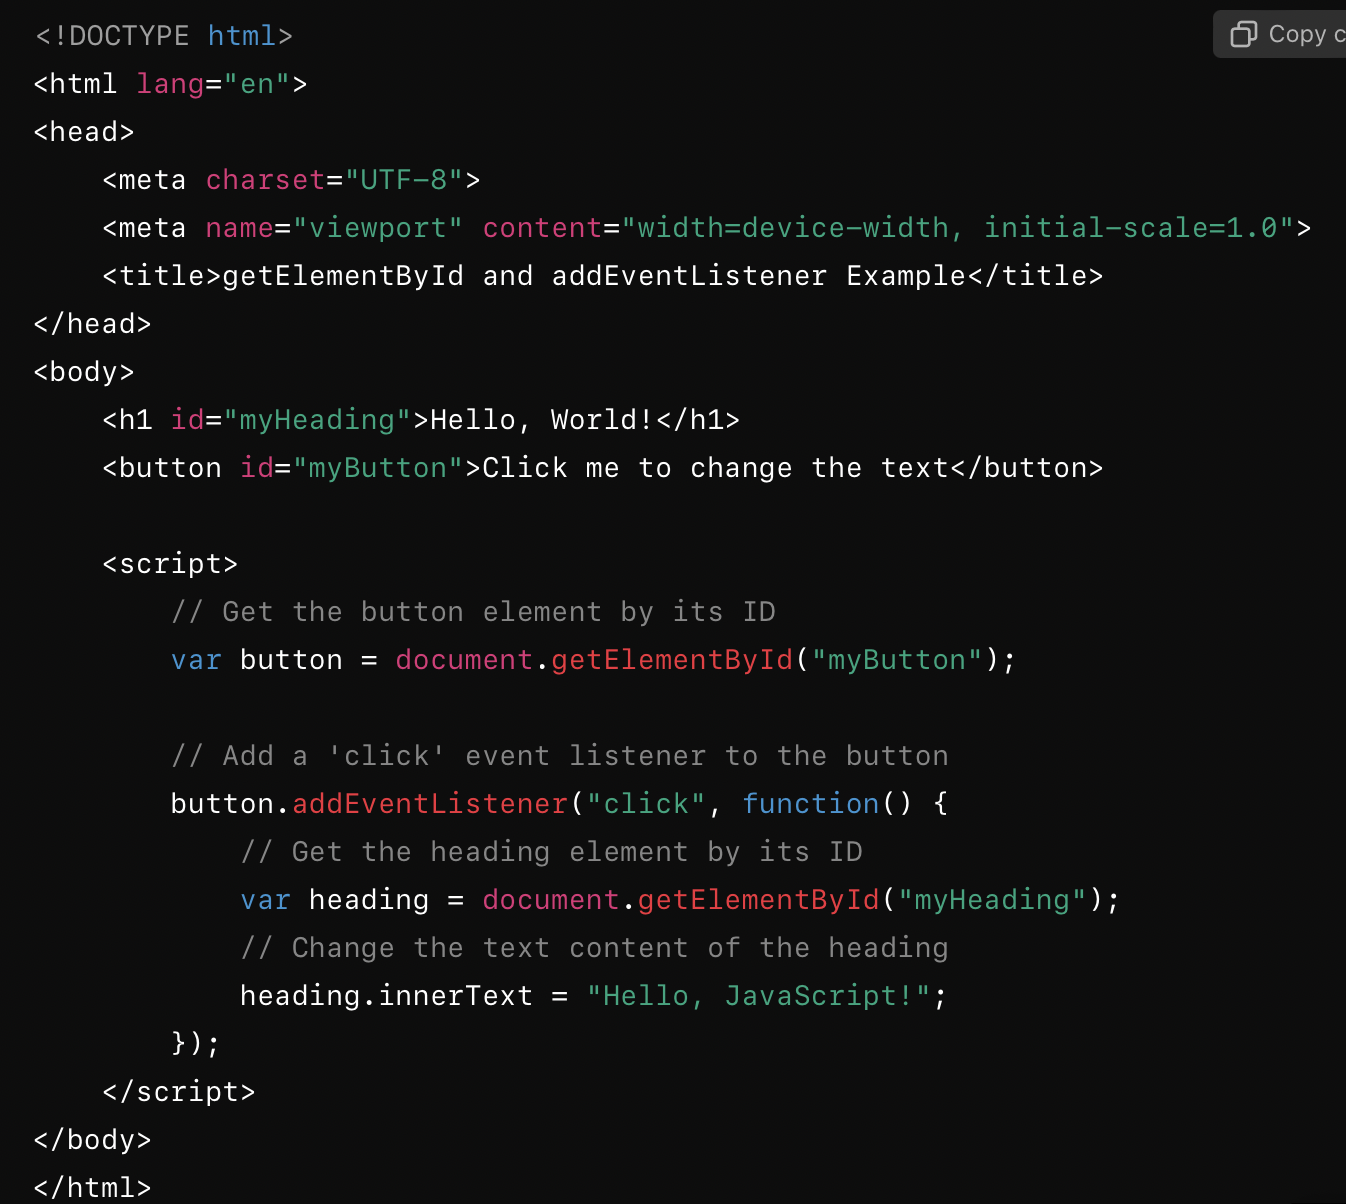 <!DOCTYPE html>
Copy c
<html lang="en">
<head>
    <meta charset="UTF-8">
    <meta name="viewport" content="width=device-width, initial-scale=1.0">
    <title>getElementById and addEventListener Example</title>
</head>
<body>
    <h1 id="myHeading">Hello, World!</h1>
    <button id="myButton">Click me to change the text</button>
    <script>
        // Get the button element by its ID
        var button = document.getElementById("myButton");
        // Add a 'click' event listener to the button
        button.addEventListener("click", function() {
            // Get the heading element by its ID
            var heading = document.getElementById("myHeading");
            // Change the text content of the heading
            heading.innerText = "Hello, JavaScript!";
        });
    </script>
</body>
</html>